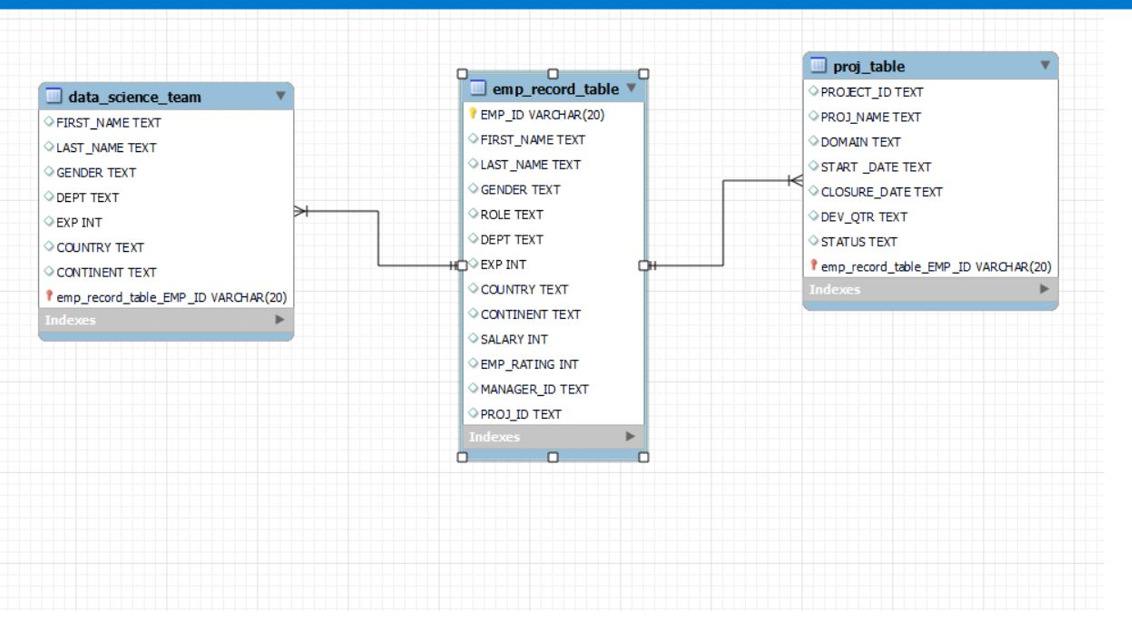 data_science_team
FIRST_NAME TEXT
LAST_NAME TEXT
GENDER TEXT
DEPT TEXT
EXP INT
COUNTRY TEXT
CONTINENT TEXT
emp_record_table_EMP_ID VARCHAR(20)
Indexes
emp_record_table
EMP_ID VARCHAR(20)
FIRST_NAME TEXT
LAST_NAME TEXT
GENDER TEXT
ROLE TEXT
DEPT TEXT
EXP INT
COUNTRY TEXT
CONTINENT TEXT
SALARY INT
EMP_RATING INT
MANAGER_ID TEXT
PROJ_ID TEXT
Indexes
proj_table
PROJECT_ID TEXT
PROJ_NAME TEXT
DOMAIN TEXT
START _DATE TEXT
CLOSURE_DATE TEXT
DEV_QTR TEXT
STATUS TEXT
emp_record_table_EMP_ID VARCHAR(20)
Indexes